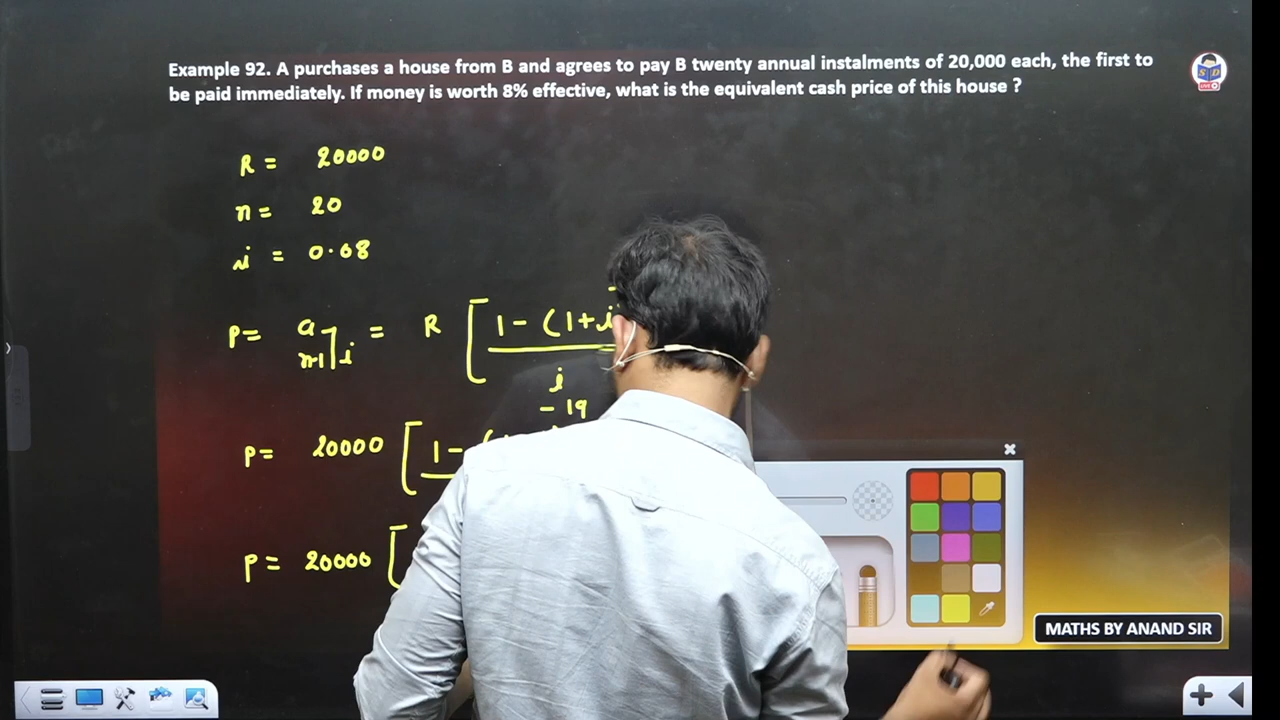 Example 92. A purchases a house from B and agrees to pay B twenty annual instalments of 20,000 each, the first to
be paid immediately. If money is worth 8% effective, what is the equivalent cash price of this house ?
R = 20000
n = 20
i = 0.08
P = a n-1 i = R [ 1 - (1+i
i
- 19
P = 20000 [ 1 -
P = 20000 [
S D
LIVE
MATHS BY ANAND SIR